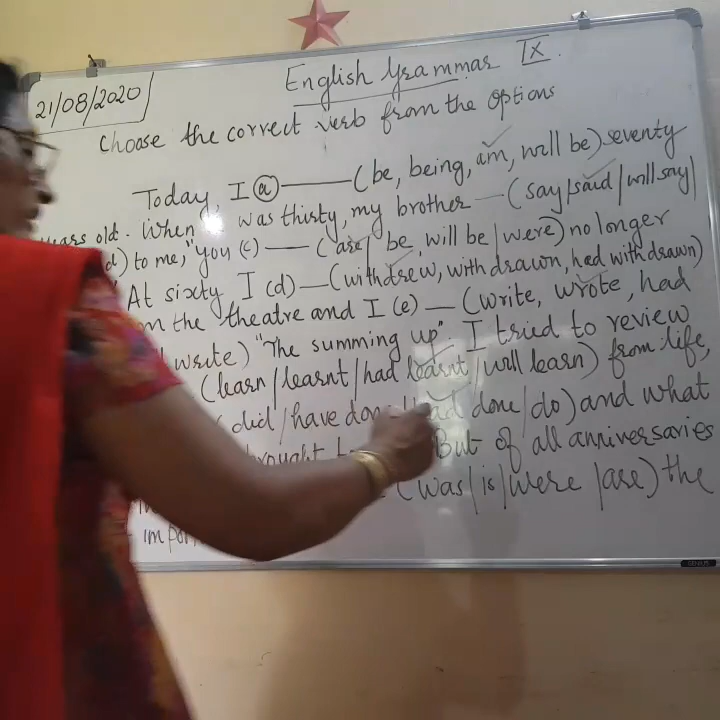 21/08/2020
English Grammar IX.
Choose the correct verb from the options
Today, I (a) — (be, being, am, will be) seventy
years old. When I was thirty, my brother — (say/said/will say)
to me, "you (c) — (are/ be, will be/were) no longer
At sixty I (d) — (withdrew, withdrawn, had withdrawn)
the theatre and I (e) — (write, wrote, had
write) "The summing up". I tried to review
(learn/learnt/had learnt/will learn) from life,
(did/have done/had done/do) and what
But of all anniversaries
(was/is/were/are) the
GENIUS